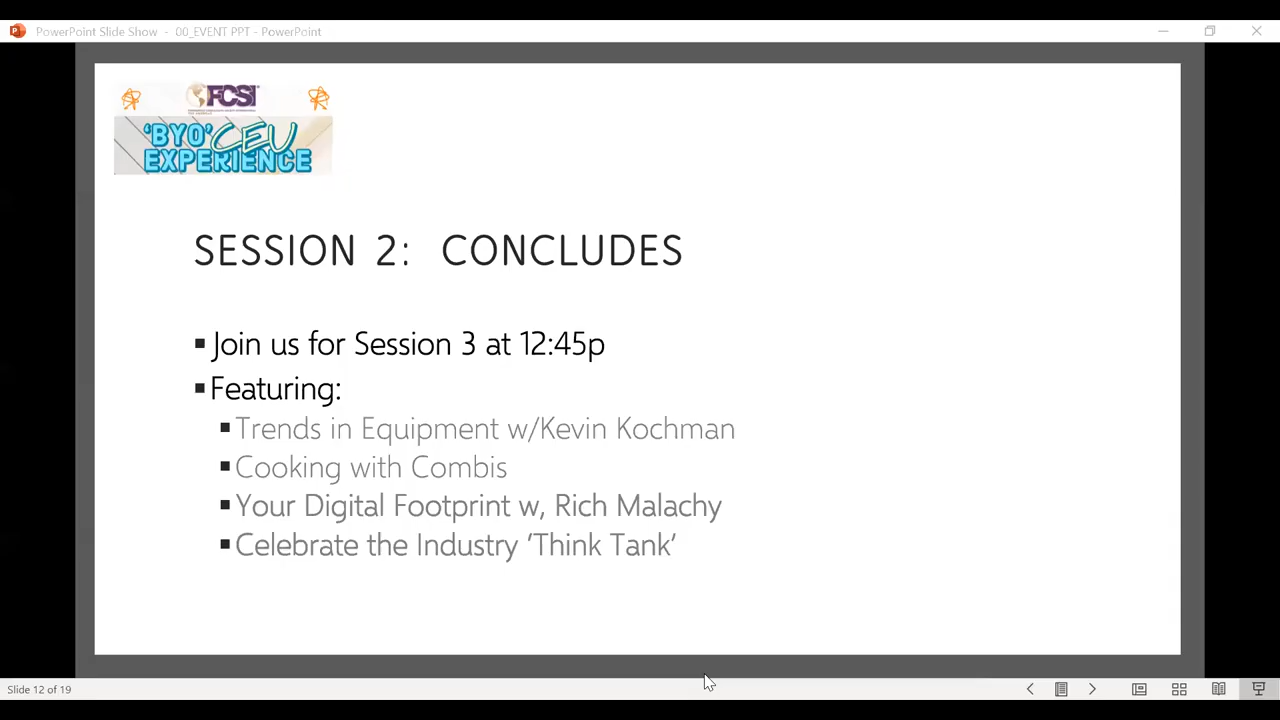 PowerPoint Slide Show - 00_EVENT PPT - PowerPoint
FCSI
'BYO' CEU
EXPERIENCE
SESSION 2: CONCLUDES
▪ Join us for Session 3 at 12:45p
▪ Featuring:
▪ Trends in Equipment w/Kevin Kochman
▪ Cooking with Combis
▪ Your Digital Footprint w, Rich Malachy
▪ Celebrate the Industry 'Think Tank'
Slide 12 of 19